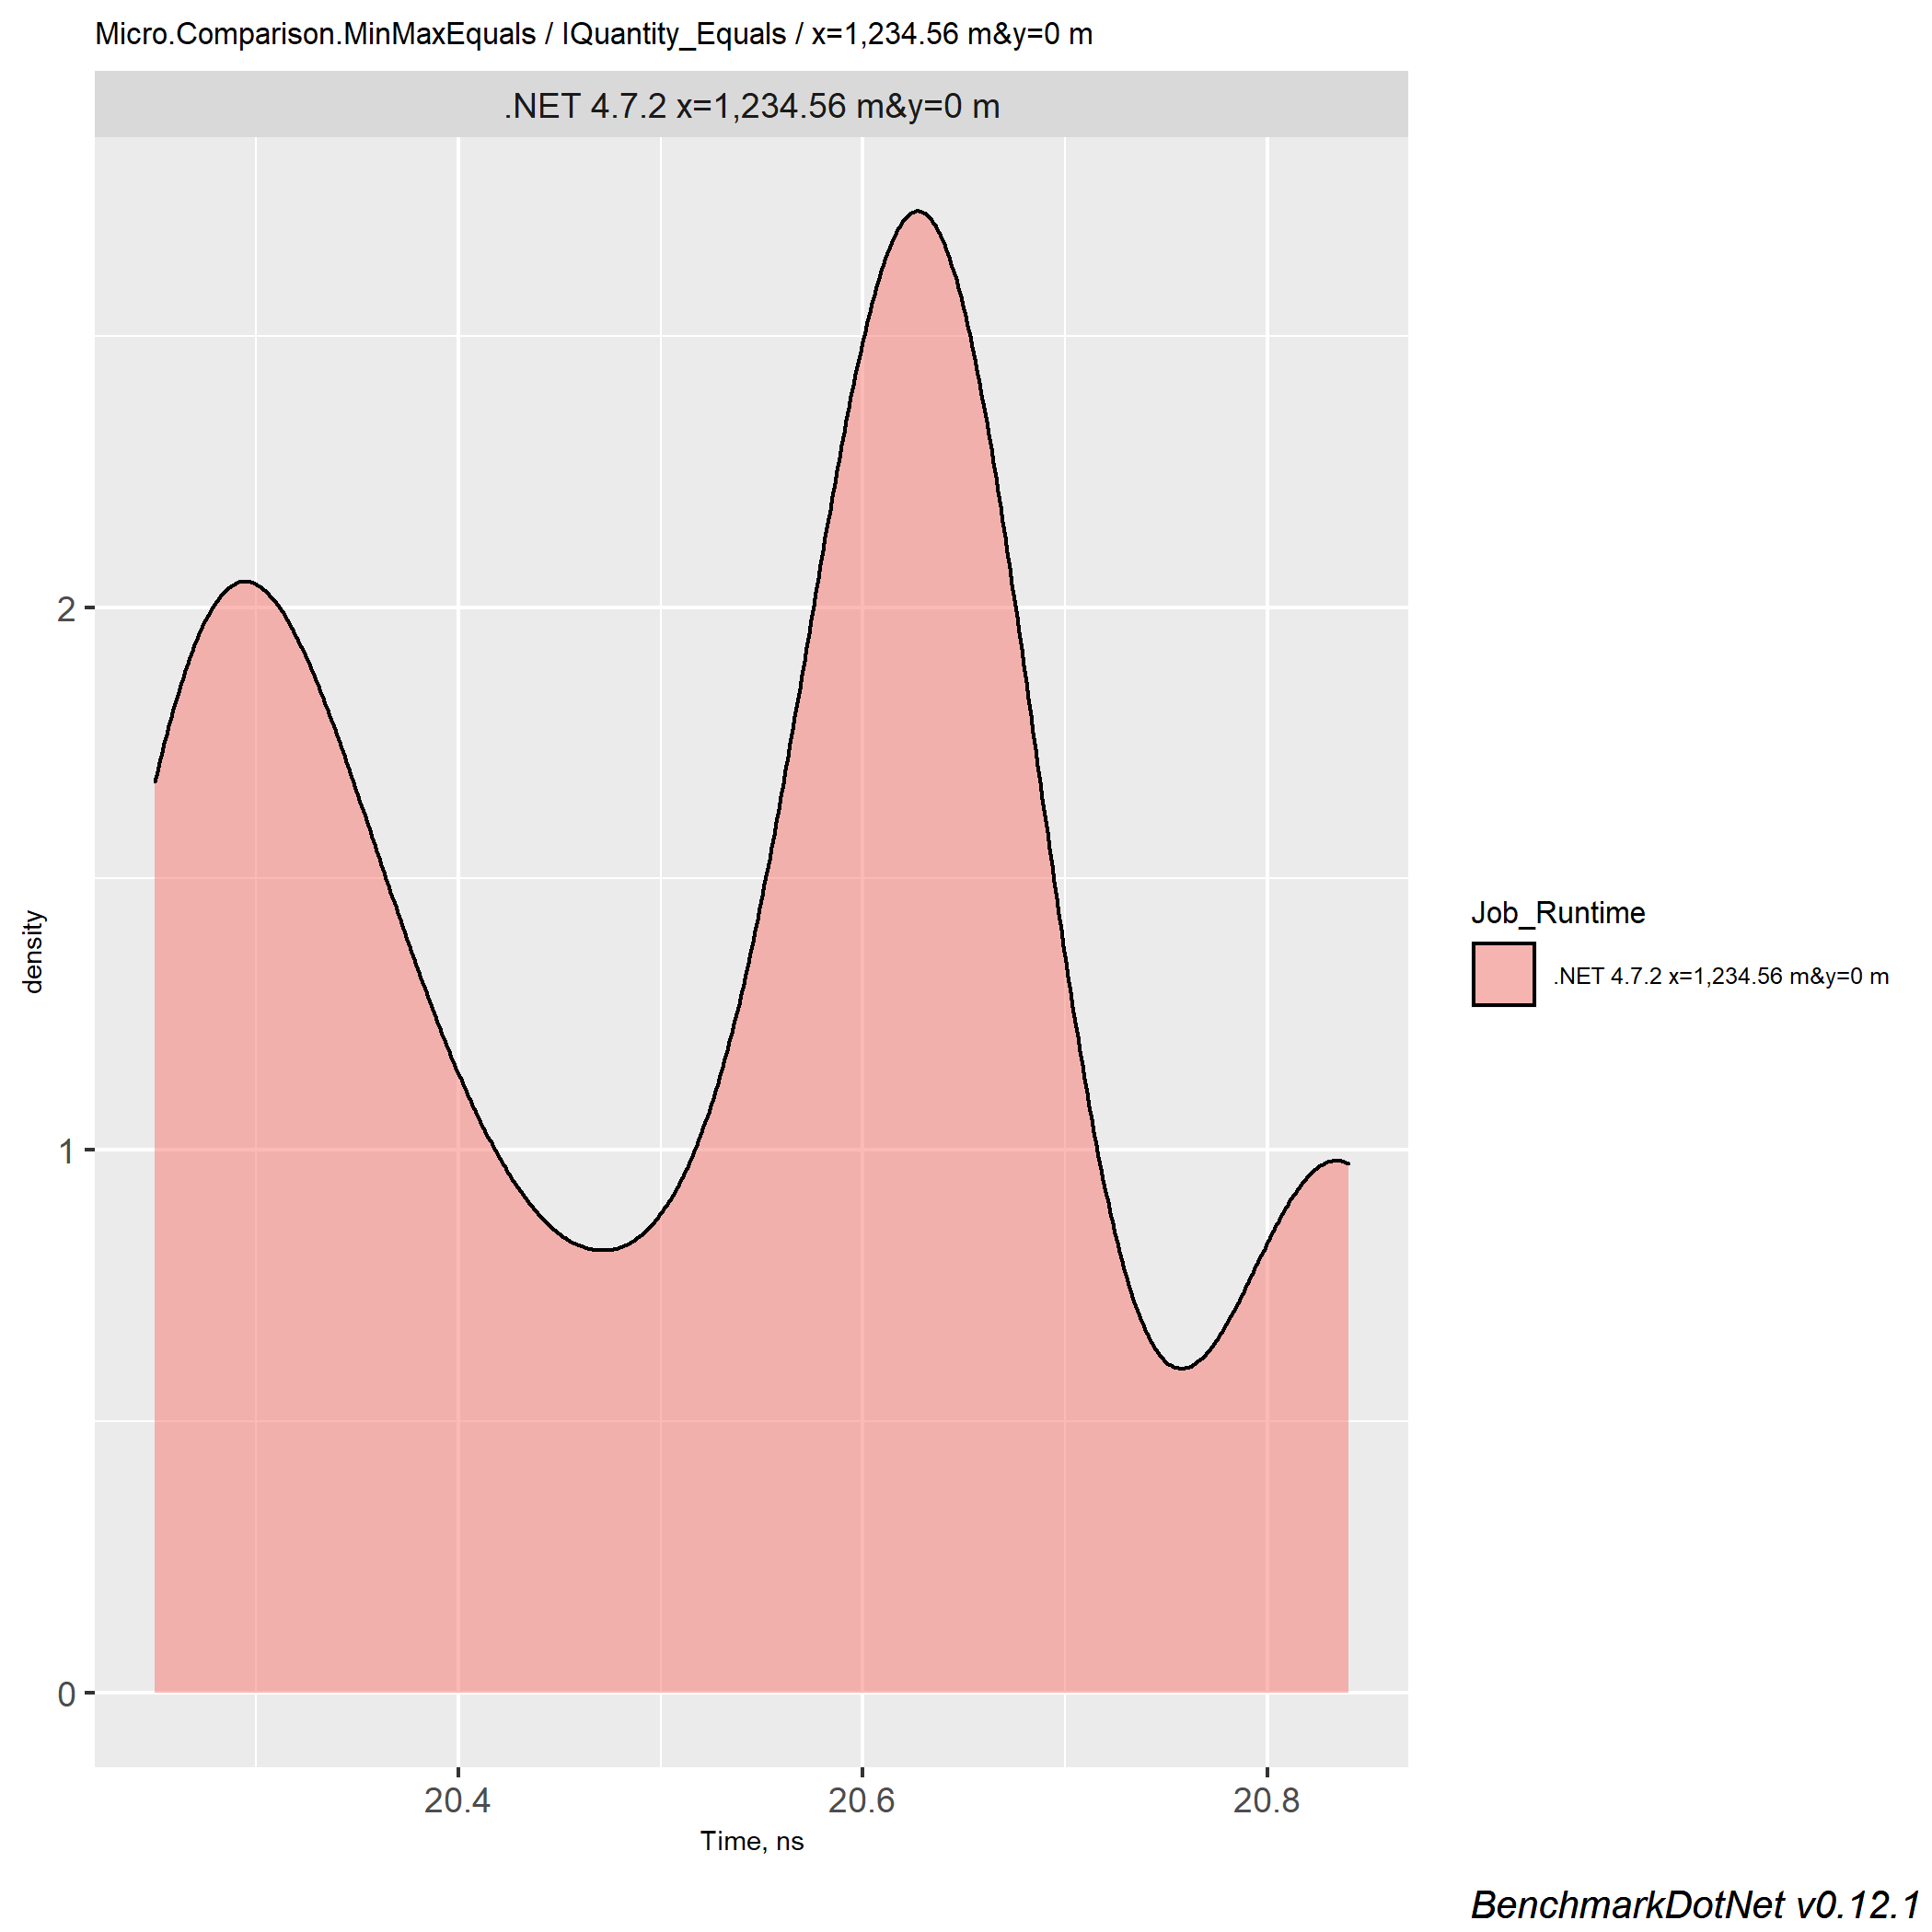 Micro.Comparison.MinMaxEquals / IQuantity_Equals / x=1,234.56 m&y=0 m
.NET 4.7.2 x=1,234.56 m&y=0 m
2
1
0
density
20.4
20.6
20.8
Time, ns
Job_Runtime
.NET 4.7.2 x=1,234.56 m&y=0 m
BenchmarkDotNet v0.12.1